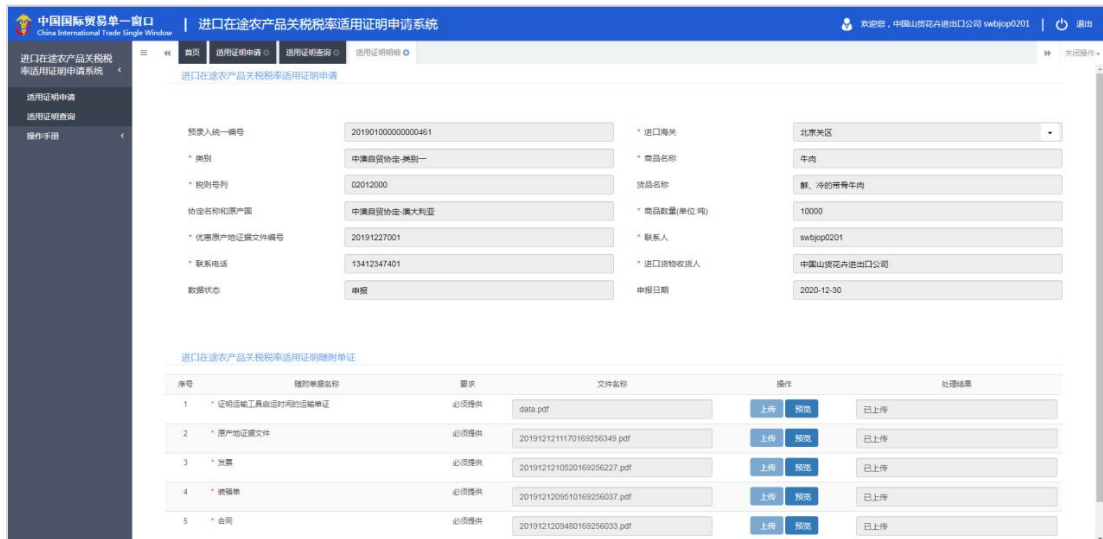 中国国际贸易单一窗口 | 进口在途农产品关税税率适用证明申请系统 欢迎您，中国山货花卉进出口公司 swbjop0201 | 退出
China International Trade Single Window
进口在途农产品关税税率适用证明申请系统
首页 适用证明申请 适用证明查询 适用证明明细 关闭操作
适用证明申请
适用证明查询
操作手册
进口在途农产品关税税率适用证明申请
预录入统一编号 201901000000000461 * 进口海关 北京关区
* 类别 中澳自贸协定-类别一 * 商品名称 牛肉
* 税则号列 02012000 货品名称 鲜、冷的带骨牛肉
协定名称和原产国 中澳自贸协定-澳大利亚 * 商品数量(单位:吨) 10000
* 优惠原产地证据文件编号 20191227001 * 联系人 swbjop0201
* 联系电话 13412347401 * 进口货物收货人 中国山货花卉进出口公司
数据状态 申报 申报日期 2020-12-30
进口在途农产品关税税率适用证明随附单证
序号 随附单据名称 要求 文件名称 操作 处理结果
1 * 证明运输工具启运时间的运输单证 必须提供 data.pdf 上传 预览 已上传
2 * 原产地证据文件 必须提供 2019121211170169256349.pdf 上传 预览 已上传
3 * 发票 必须提供 2019121210520169256227.pdf 上传 预览 已上传
4 * 装箱单 必须提供 2019121209510169256037.pdf 上传 预览 已上传
5 * 合同 必须提供 2019121209480169256033.pdf 上传 预览 已上传